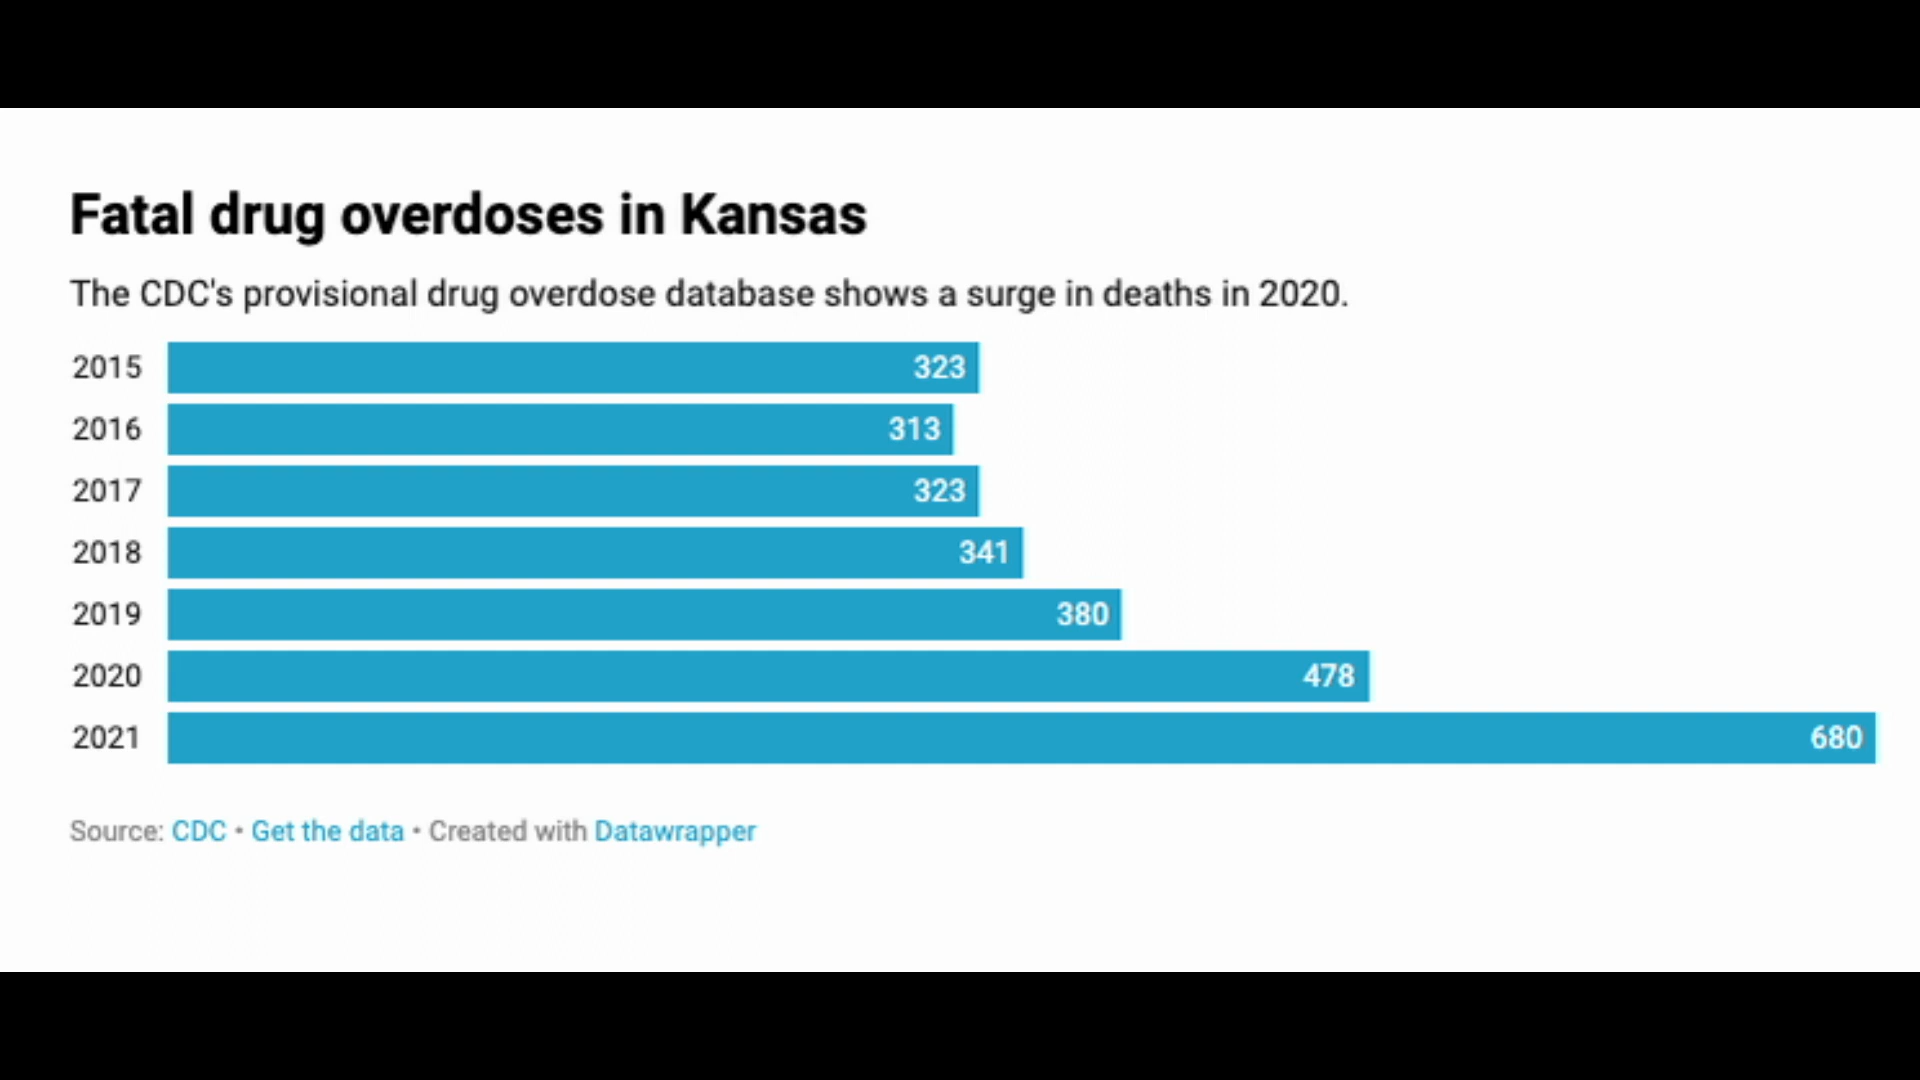 Fatal drug overdoses in Kansas
The CDC's provisional drug overdose database shows a surge in deaths in 2020.
2015 323
2016 313
2017 323
2018 341
2019 380
2020 478
2021 680
Source: CDC • Get the data • Created with Datawrapper